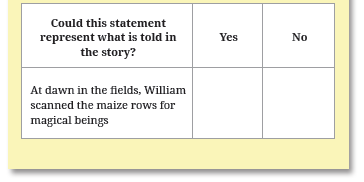 Could this statement
represent what is told in
the story?
Yes
No
At dawn in the fields, William
scanned the maize rows for
magical beings